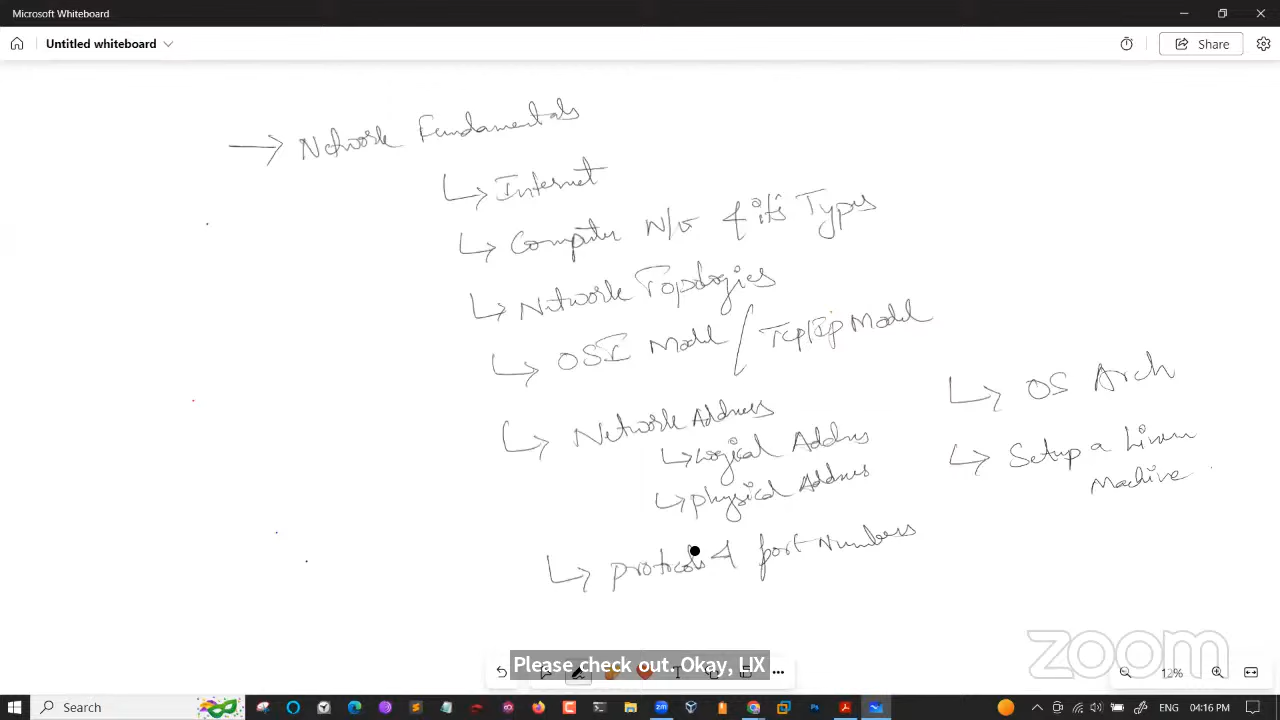 Microsoft Whiteboard
Untitled whiteboard
Share
→ Network Fundamentals
↳ Internet
↳ Computer N/w & it's Types
↳ Network Topologies
↳ OSI Model / Tcp/Ip Model
↳ Network Address
↳ Logical Address
↳ physical Address
↳ protocols & port Numbers
↳ OS Arch
↳ Setup a Linux
Machine
zoom
Please check out. Okay, LIX
12%
Search
ENG
04:16 PM